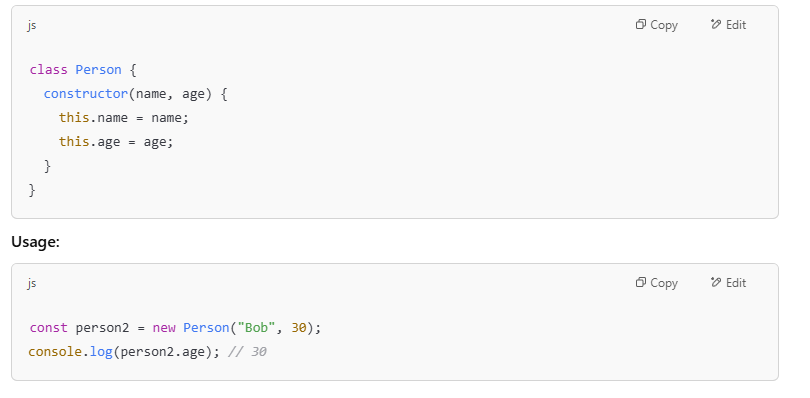 js
Copy
Edit
class Person {
  constructor(name, age) {
    this.name = name;
    this.age = age;
  }
}
Usage:
js
Copy
Edit
const person2 = new Person("Bob", 30);
console.log(person2.age); // 30